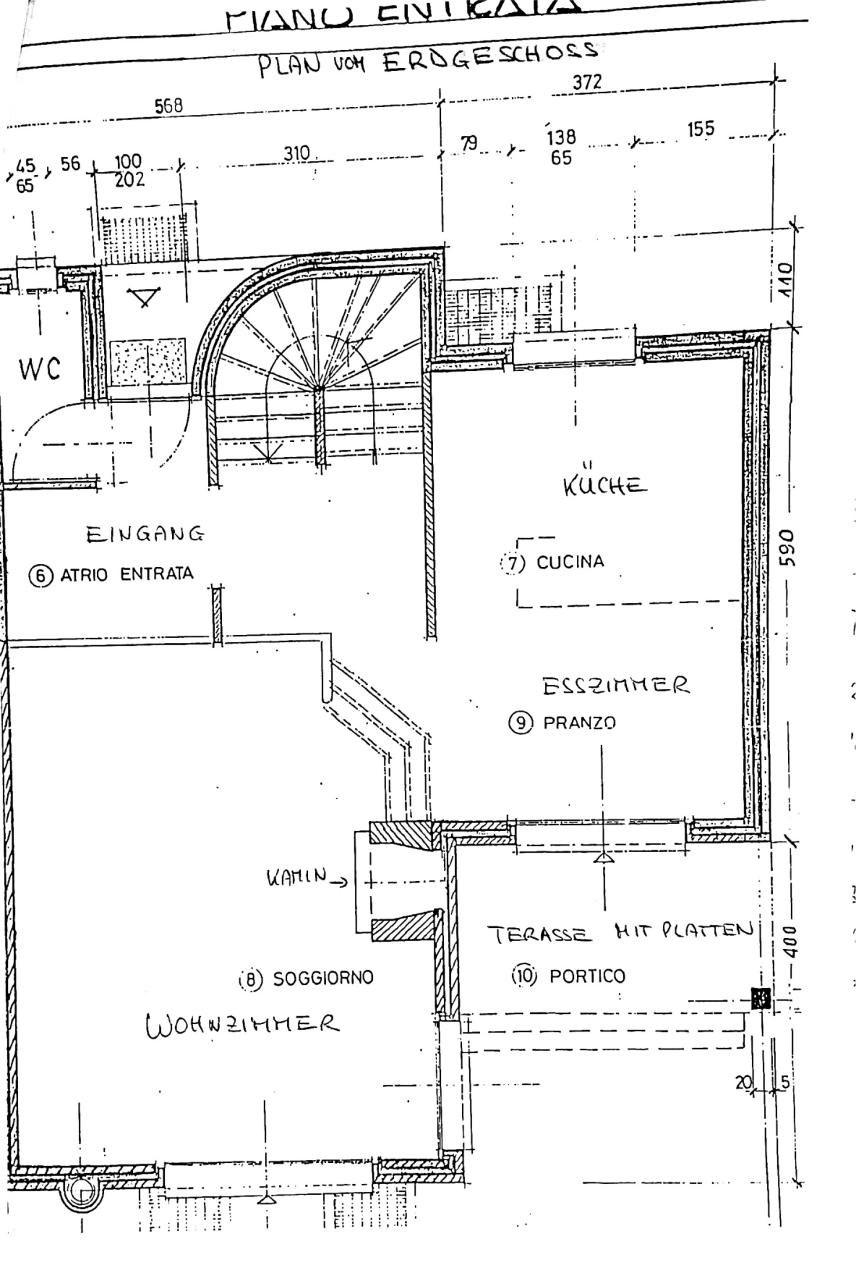 PIANO ENTRATA
PLAN VOM ERDGESCHOSS
568
372
45
65
56
100
202
310
79
138
65
155
110
WC
KÜCHE
7 CUCINA
590
EINGANG
6 ATRIO ENTRATA
ESSZIMMER
9 PRANZO
KAMIN
TERASSE MIT PLATTEN
10 PORTICO
400
8 SOGGIORNO
WOHNZIMMER
20
5